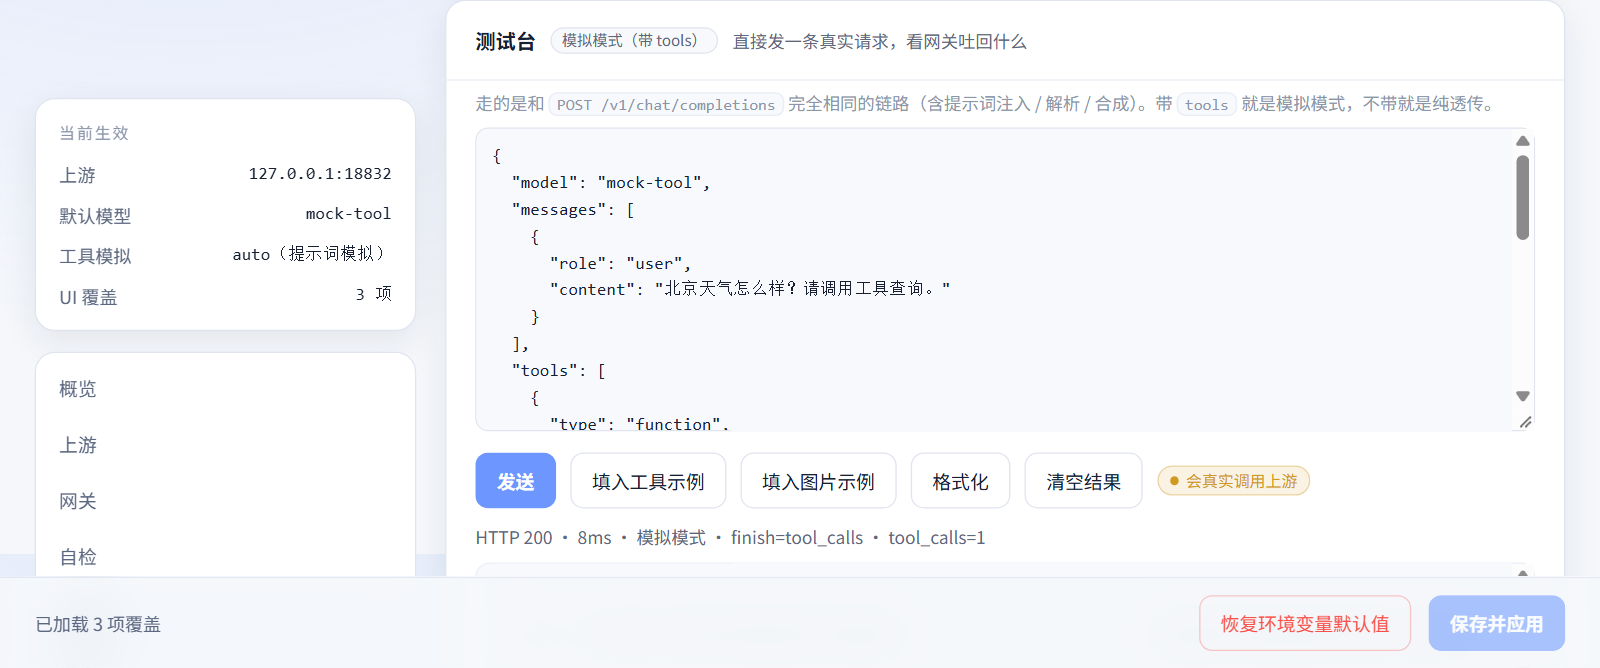 测试台 模拟模式（带 tools） 直接发一条真实请求，看网关吐回什么
走的是和 POST /v1/chat/completions 完全相同的链路（含提示词注入 / 解析 / 合成）。带 tools 就是模拟模式，不带就是纯透传。
当前生效
上游 127.0.0.1:18832
默认模型 mock-tool
工具模拟 auto（提示词模拟）
UI 覆盖 3 项
概览
上游
网关
自检
{
"model": "mock-tool",
"messages": [
{
"role": "user",
"content": "北京天气怎么样？请调用工具查询。"
}
],
"tools": [
{
"type": "function",
发送 填入工具示例 填入图片示例 格式化 清空结果 会真实调用上游
HTTP 200 · 8ms · 模拟模式 · finish=tool_calls · tool_calls=1
已加载 3 项覆盖 恢复环境变量默认值 保存并应用